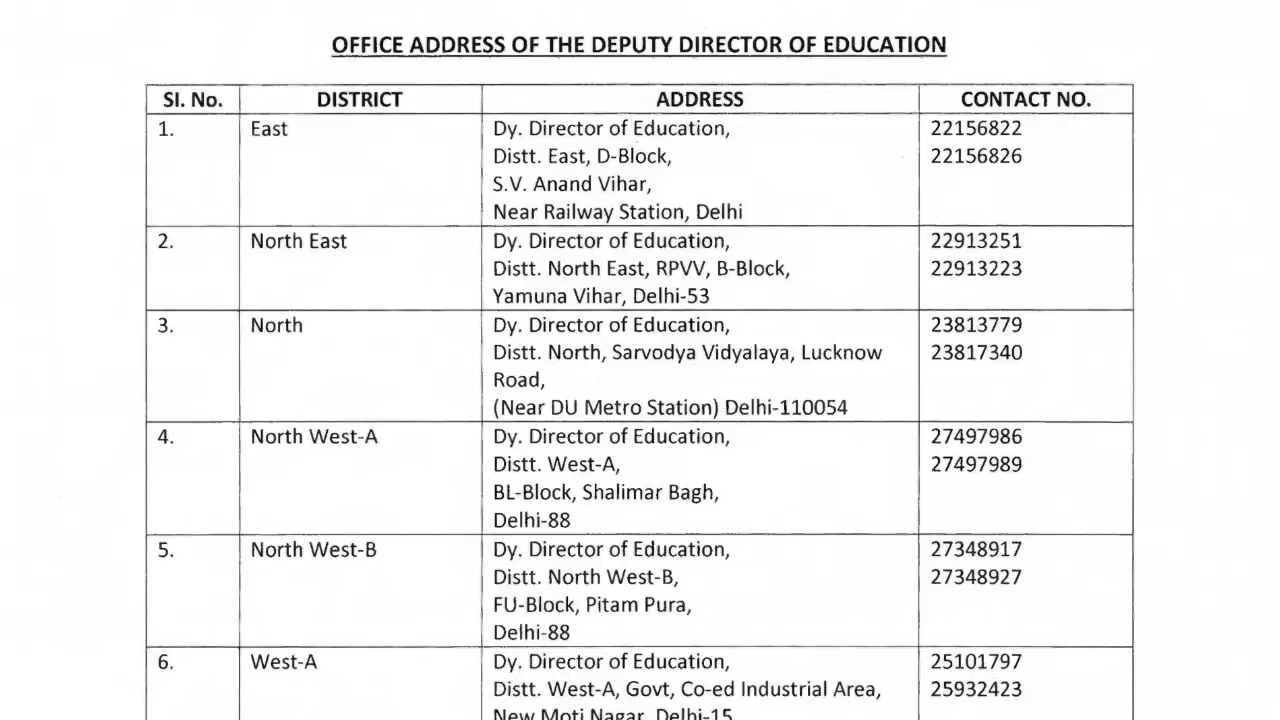 OFFICE ADDRESS OF THE DEPUTY DIRECTOR OF EDUCATION
SI. No. DISTRICT ADDRESS CONTACT NO.
1. East Dy. Director of Education, 22156822
Distt. East, D-Block, 22156826
S.V. Anand Vihar,
Near Railway Station, Delhi
2. North East Dy. Director of Education, 22913251
Distt. North East, RPVV, B-Block, 22913223
Yamuna Vihar, Delhi-53
3. North Dy. Director of Education, 23813779
Distt. North, Sarvodya Vidyalaya, Lucknow 23817340
Road,
(Near DU Metro Station) Delhi-110054
4. North West-A Dy. Director of Education, 27497986
Distt. West-A, 27497989
BL-Block, Shalimar Bagh,
Delhi-88
5. North West-B Dy. Director of Education, 27348917
Distt. North West-B, 27348927
FU-Block, Pitam Pura,
Delhi-88
6. West-A Dy. Director of Education, 25101797
Distt. West-A, Govt, Co-ed Industrial Area, 25932423
New Moti Nagar, Delhi-15